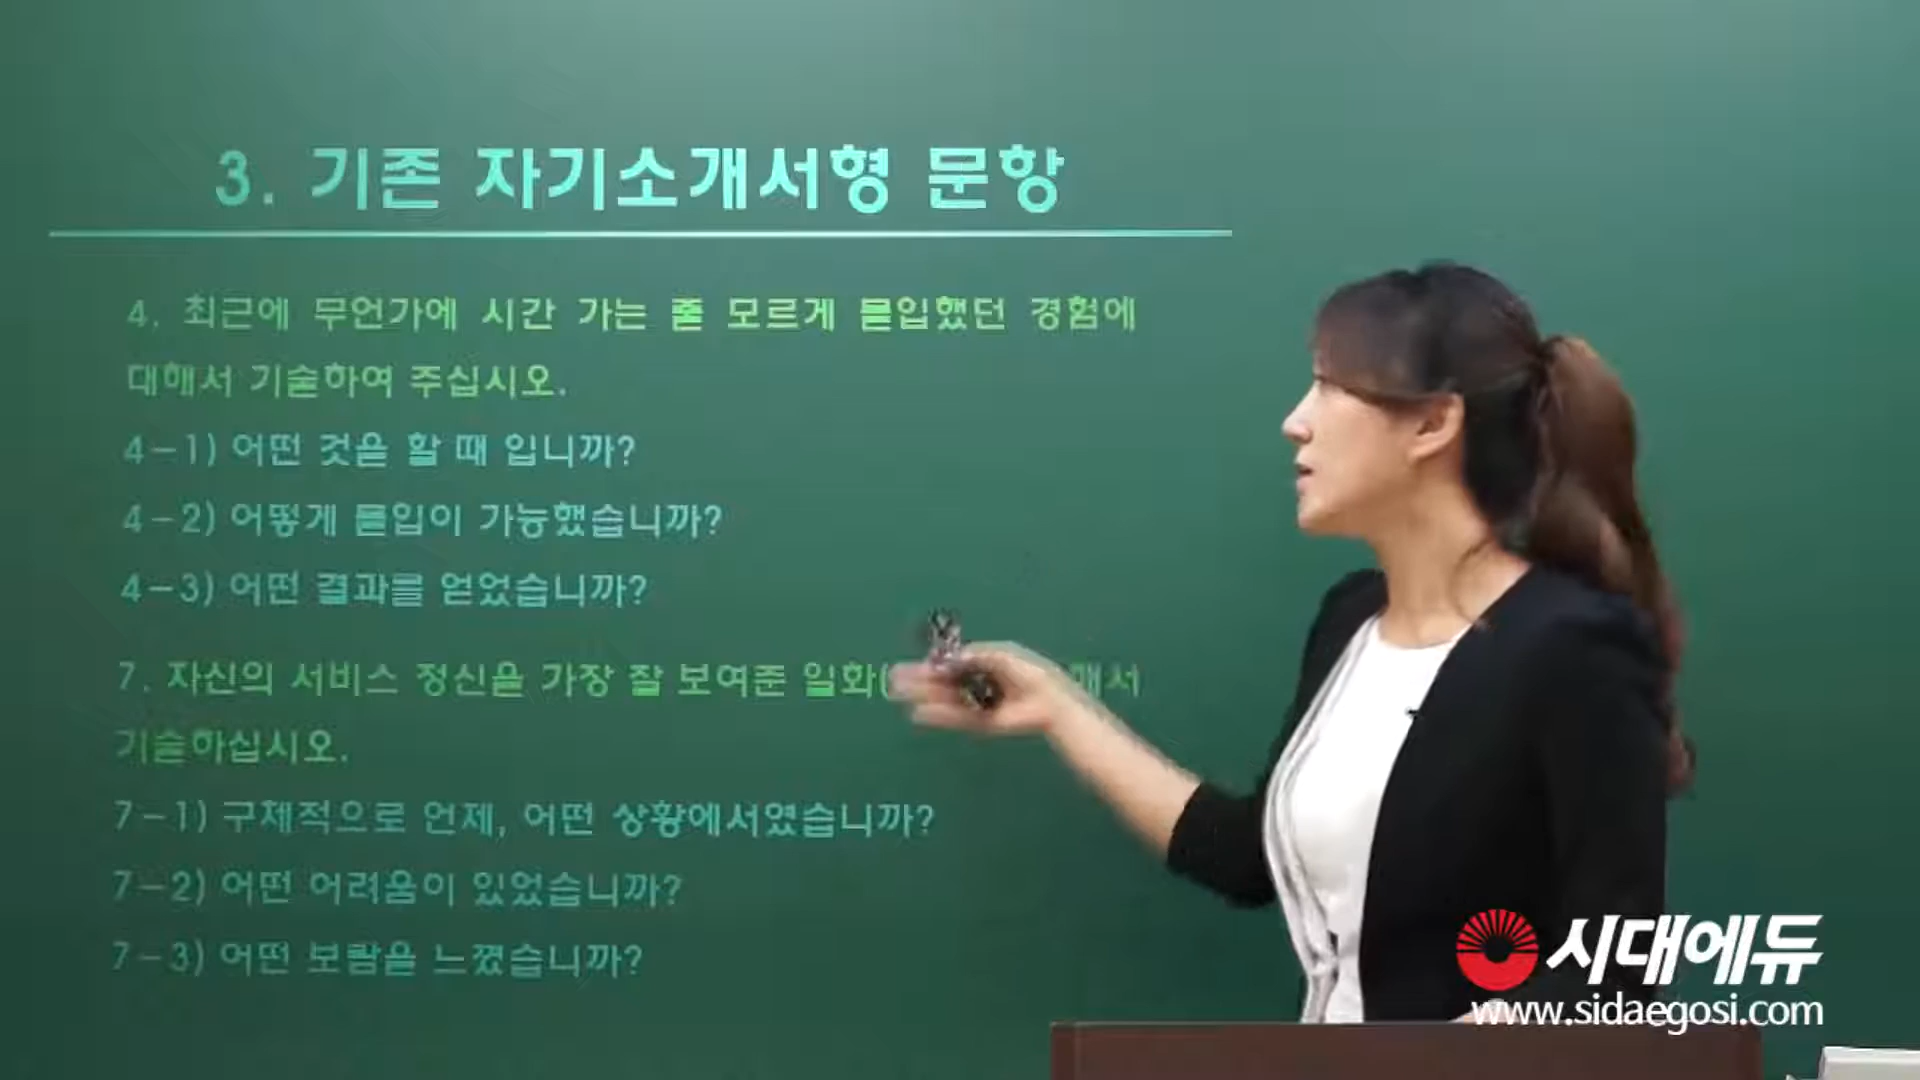 3. 기존 자기소개서형 문항
4. 최근에 무언가에 시간 가는 줄 모르게 몰입했던 경험에
대해서 기술하여 주십시오.
4-1) 어떤 것을 할 때 입니까?
4-2) 어떻게 몰입이 가능했습니까?
4-3) 어떤 결과를 얻었습니까?
7. 자신의 서비스 정신을 가장 잘 보여준 일화(
기술하십시오.
7-1) 구체적으로 언제, 어떤 상황에서였습니까?
7-2) 어떤 어려움이 있었습니까?
7-3) 어떤 보람을 느꼈습니까?
시대에듀
www.sidaegosi.com